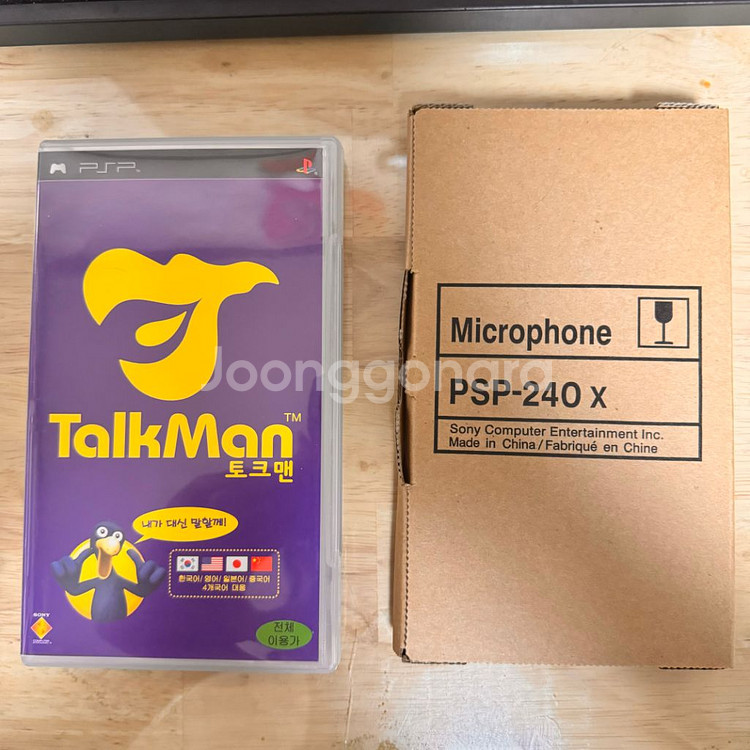 PSP
TalkMan™
토크맨
내가 대신 말할게!
한국어/영어/일본어/중국어
4개국어 대응
SONY
전체
이용가
Microphone
PSP-240 X
Sony Computer Entertainment Inc.
Made in China/Fabriqué en Chine
Joonggonara